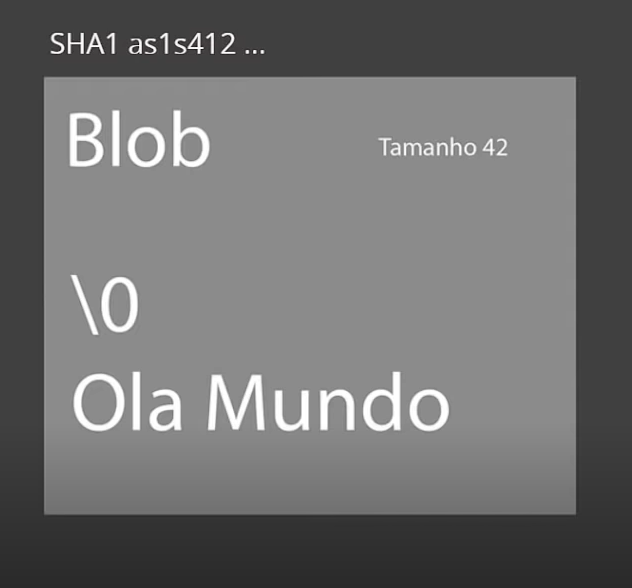 SHA1 as1s412 ...
Blob
Tamanho 42
\0
Ola Mundo